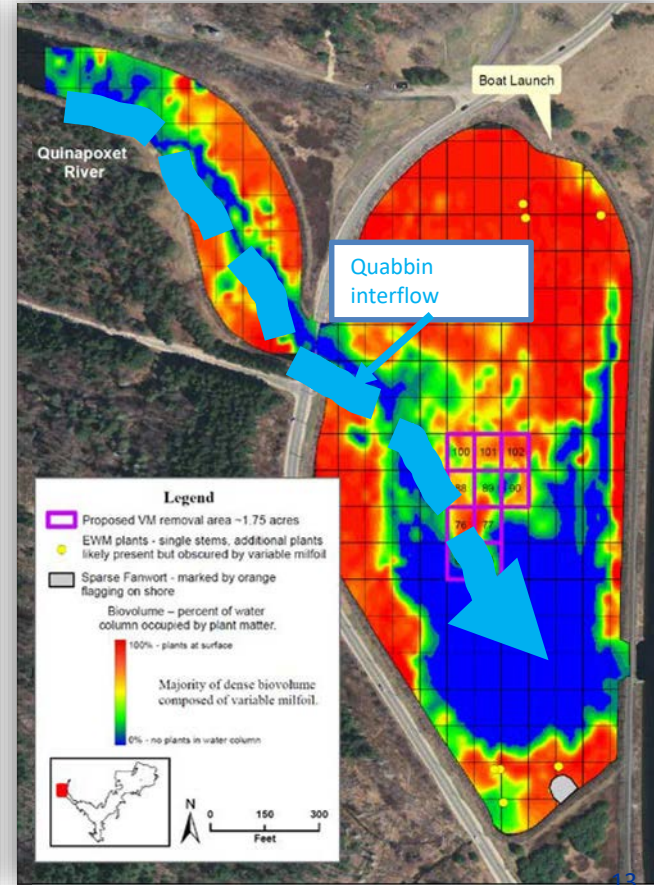 Boat Launch
Quinapoxet
River
Quabbin
interflow
100 101 102
88 89 90
76 77
Legend
Proposed VM removal area ~1.75 acres
EWM plants - single stems, additional plants
likely present but obscured by variable milfoil
Sparse Fanwort - marked by orange
flagging on shore
Biovolume – percent of water
column occupied by plant matter.
100% - plants at surface
Majority of dense biovolume
composed of variable milfoil.
0% - no plants in water column
N
0 150 300
Feet
13